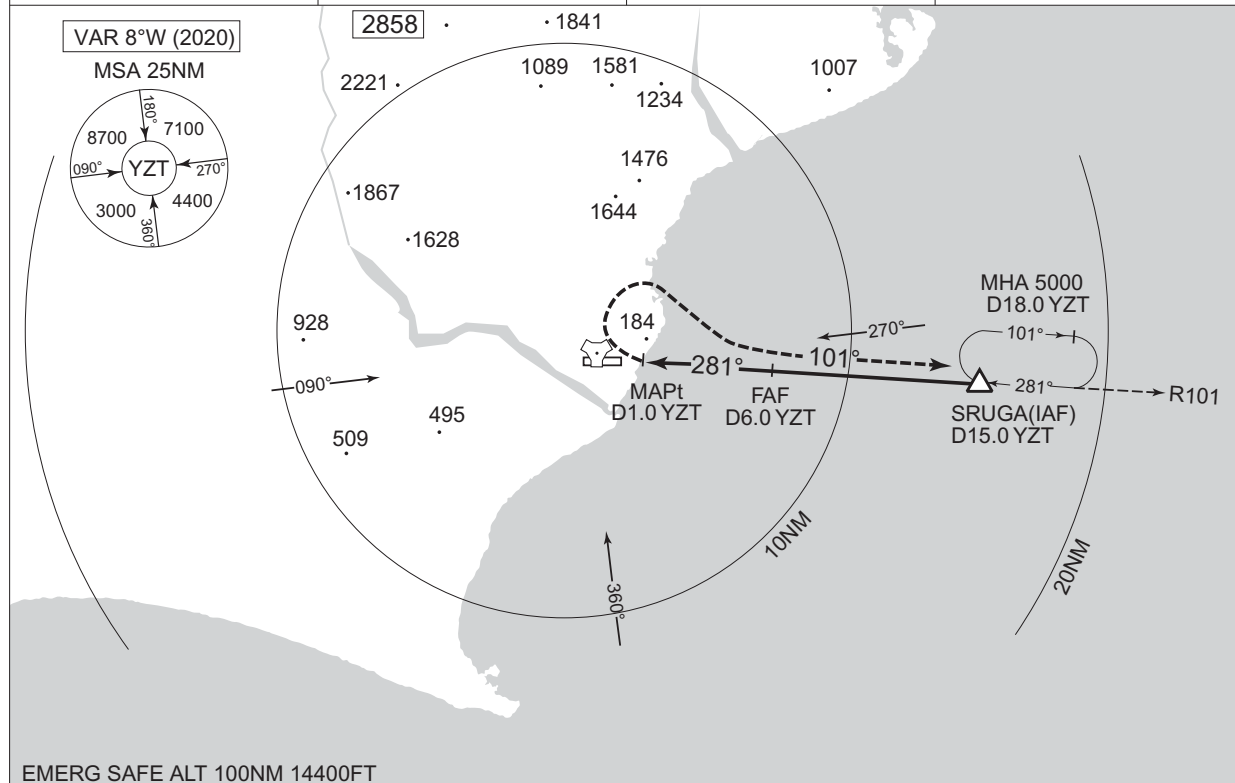 VAR 8°W (2020)
2858
1841
MSA 25NM
2221
1089
1581
1234
1007
180°
8700
7100
090°
YZT
270°
3000
4400
360°
1476
1867
1644
1628
MHA 5000
D18.0 YZT
928
184
270°
101°
101°
090°
281°
281°
R101
MAPt
D1.0 YZT
FAF
D6.0 YZT
SRUGA(IAF)
D15.0 YZT
495
509
10NM
20NM
360°
EMERG SAFE ALT 100NM 14400FT